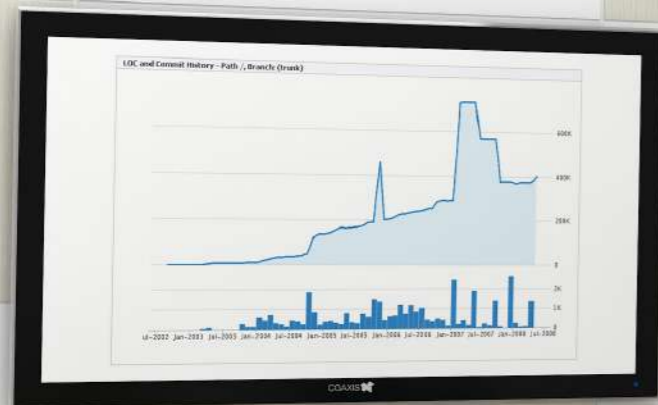 LOC and Commit History - Path /, Branch: (trunk)
600K
400K
200K
0
2K
1K
0
ul-2002 Jan-2003 Jul-2003 Jan-2004 Jul-2004 Jan-2005 Jul-2005 Jan-2006 Jul-2006 Jan-2007 Jul-2007 Jan-2008 Jul-2008
COAXIS